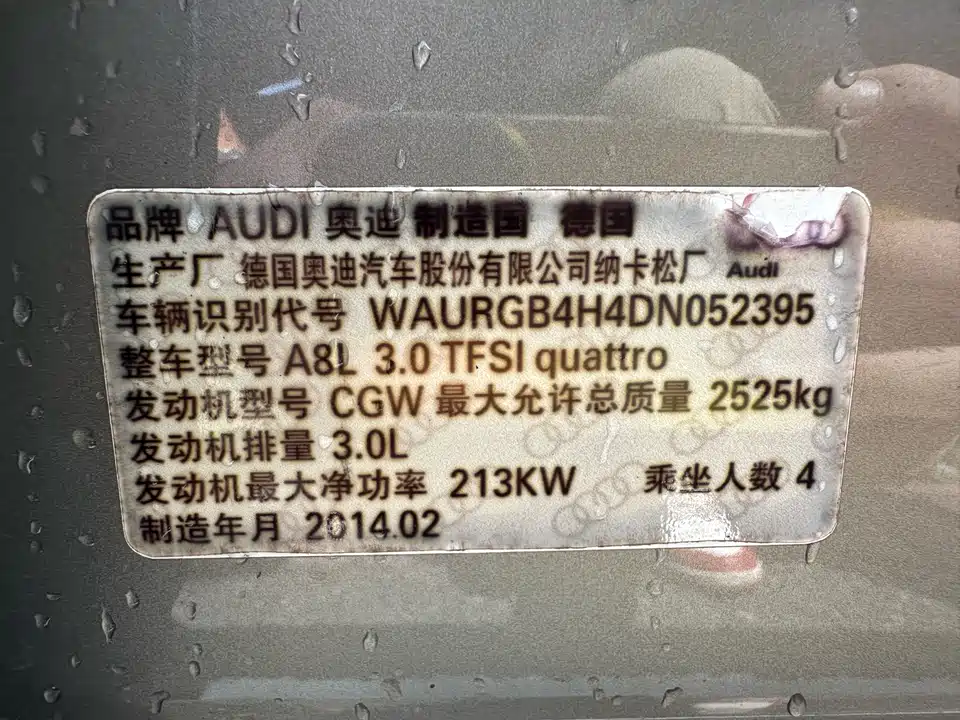 品牌 AUDI 奥迪 制造国 德国
生产厂 德国奥迪汽车股份有限公司纳卡松厂 Audi
车辆识别代号 WAURGB4H4DN052395
整车型号 A8L 3.0 TFSI quattro
发动机型号 CGW 最大允许总质量 2525kg
发动机排量 3.0L
发动机最大净功率 213KW 乘坐人数 4
制造年月 2014.02